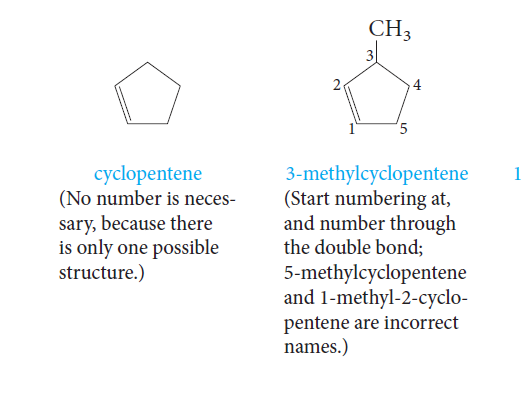 CH3
3
2
4
1
5
cyclopentene
(No number is neces-
sary, because there
is only one possible
structure.)
3-methylcyclopentene
(Start numbering at,
and number through
the double bond;
5-methylcyclopentene
and 1-methyl-2-cyclo-
pentene are incorrect
names.)
1